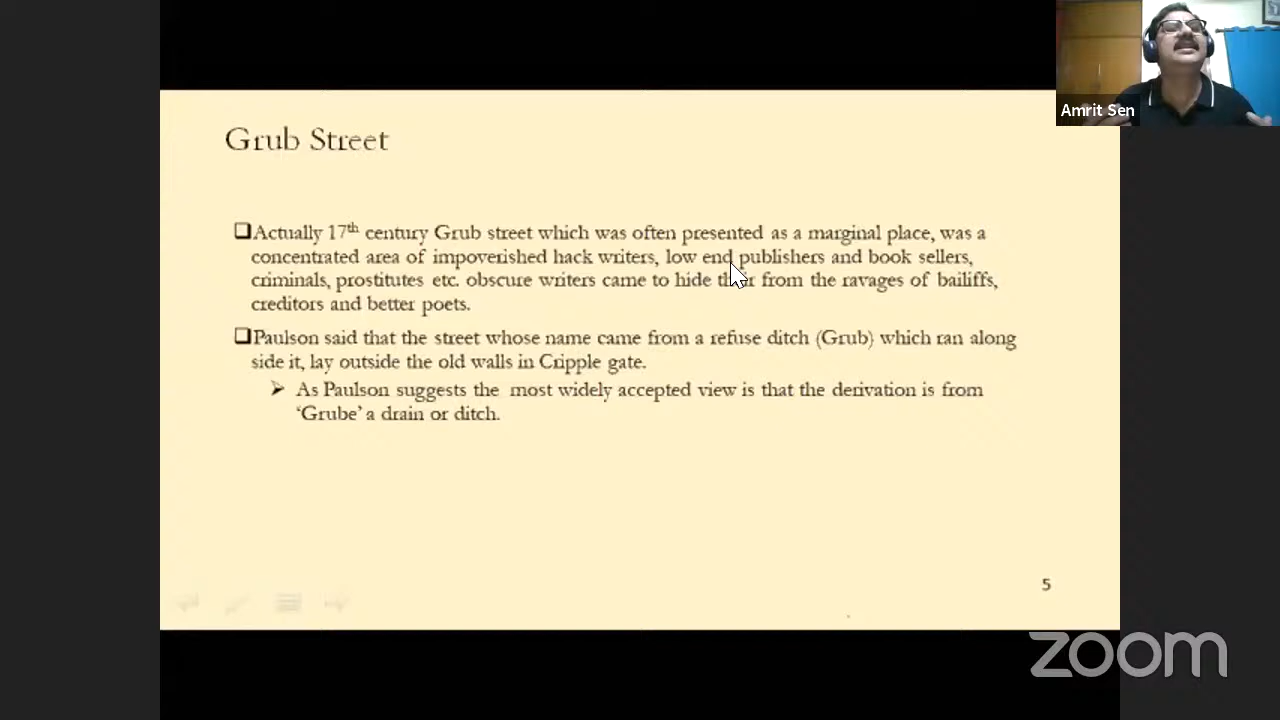 Amrit Sen
Grub Street
Actually 17th century Grub street which was often presented as a marginal place, was a
concentrated area of impoverished hack writers, low end publishers and book sellers,
criminals, prostitutes etc. obscure writers came to hide from the ravages of bailiffs,
creditors and better poets.
Paulson said that the street whose name came from a refuse ditch (Grub) which ran along
side it, lay outside the old walls in Cripple gate.
As Paulson suggests the most widely accepted view is that the derivation is from
‘Grube’ a drain or ditch.
5
zoom